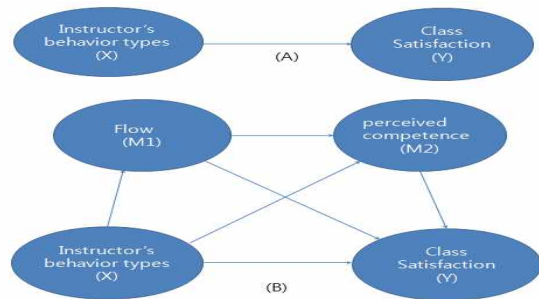 Instructor's
behavior types
(X)
(A)
Class
Satisfaction
(Y)
Flow
(M1)
perceived
competence
(M2)
Instructor's
behavior types
(X)
(B)
Class
Satisfaction
(Y)